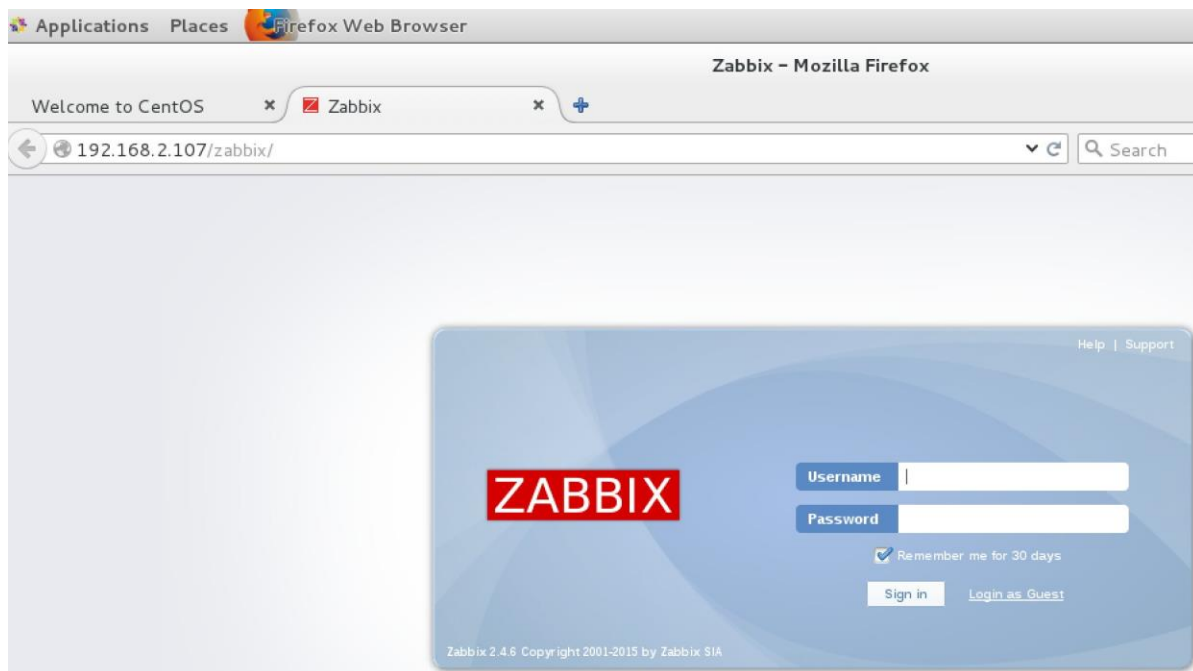 Applications Places Firefox Web Browser
Zabbix - Mozilla Firefox
Welcome to CentOS
Zabbix
192.168.2.107/zabbix/
Search
Help | Support
ZABBIX
Username
Password
Remember me for 30 days
Sign in Login as Guest
Zabbix 2.4.6 Copyright 2001-2015 by Zabbix SIA